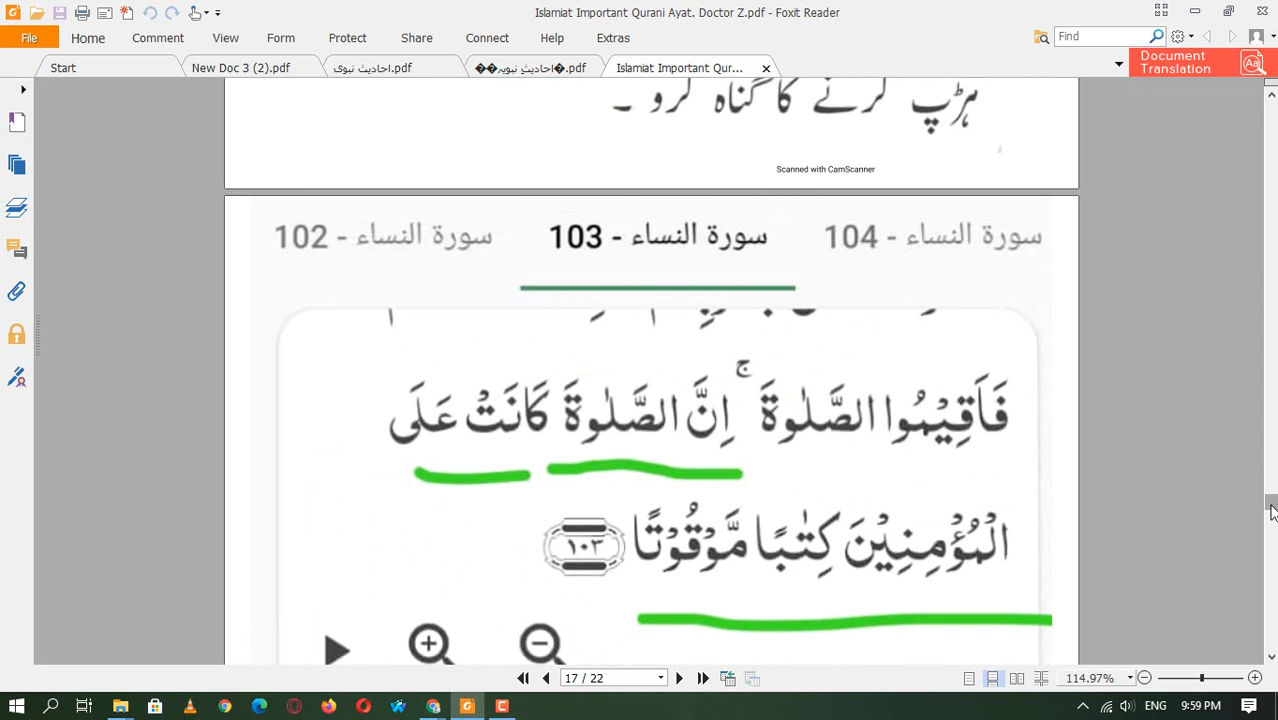 Islamiat Important Qurani Ayat. Doctor Z.pdf - Foxit Reader
File Home Comment View Form Protect Share Connect Help Extras Find
Start New Doc 3 (2).pdf احادیث نبوی.pdf ��احادیثِ نبویہ�.pdf Islamiat Important Qur... Document
Translation
ہڑپ کرنے کا گناہ کرو ۔
Scanned with CamScanner
سورة النساء - 104 سورة النساء - 103 سورة النساء - 102
فَاَقِيْمُوا الصَّلٰوةَ ۚ اِنَّ الصَّلٰوةَ كَانَتْ عَلَى
الْمُؤْمِنِيْنَ كِتٰبًا مَّوْقُوْتًا ۱۰۳
17 / 22 114.97%
ENG 9:59 PM